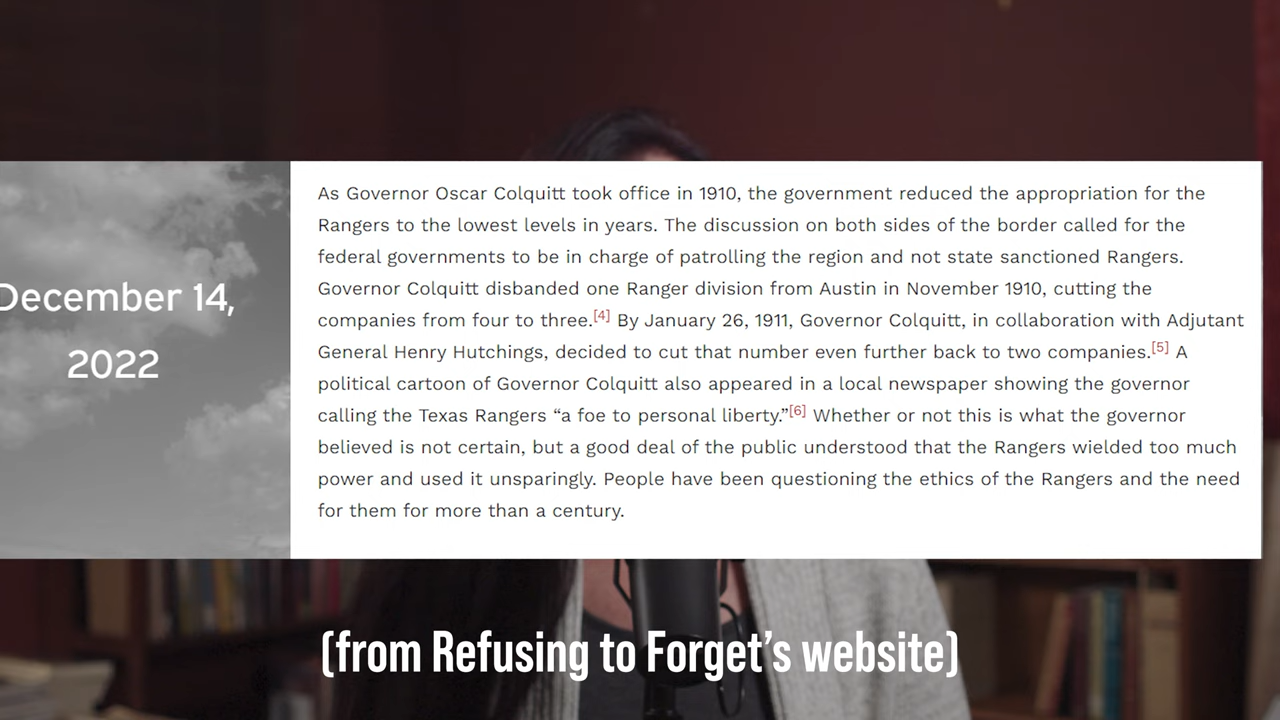 December 14,
2022
As Governor Oscar Colquitt took office in 1910, the government reduced the appropriation for the
Rangers to the lowest levels in years. The discussion on both sides of the border called for the
federal governments to be in charge of patrolling the region and not state sanctioned Rangers.
Governor Colquitt disbanded one Ranger division from Austin in November 1910, cutting the
companies from four to three.[4] By January 26, 1911, Governor Colquitt, in collaboration with Adjutant
General Henry Hutchings, decided to cut that number even further back to two companies.[5] A
political cartoon of Governor Colquitt also appeared in a local newspaper showing the governor
calling the Texas Rangers “a foe to personal liberty.”[6] Whether or not this is what the governor
believed is not certain, but a good deal of the public understood that the Rangers wielded too much
power and used it unsparingly. People have been questioning the ethics of the Rangers and the need
for them for more than a century.
(from Refusing to Forget’s website)